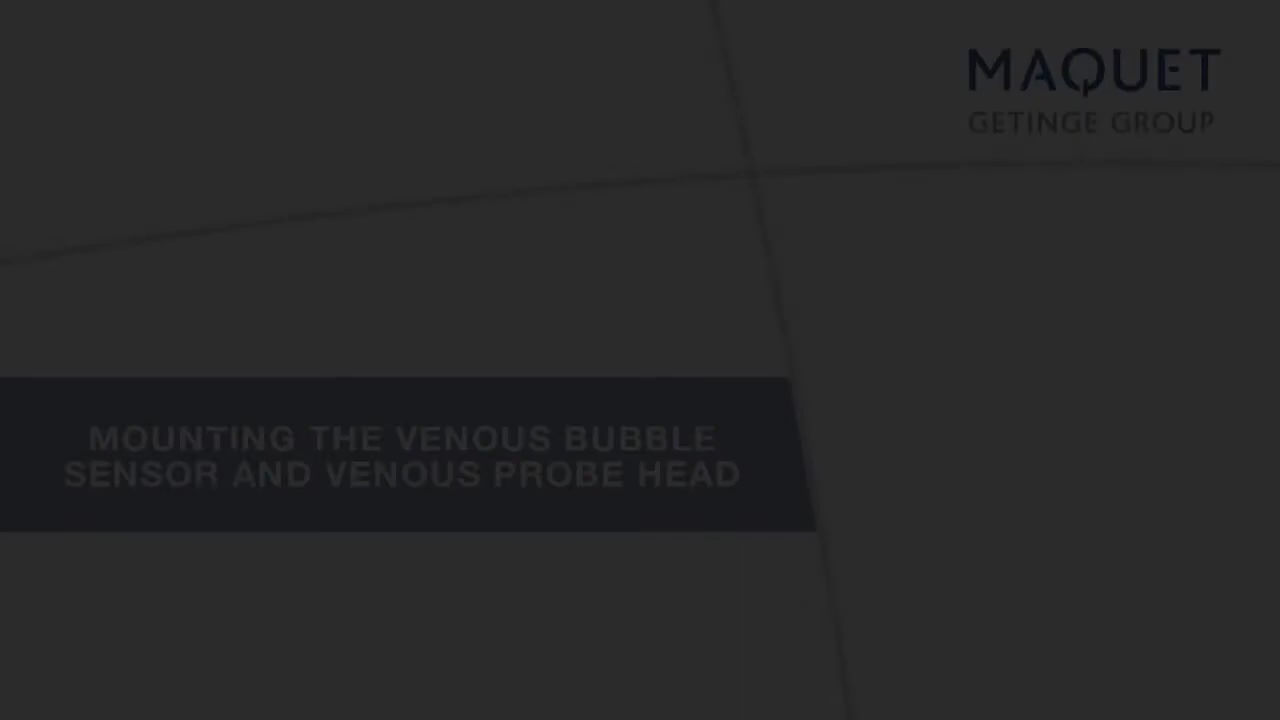 MAQUET
GETINGE GROUP
MOUNTING THE VENOUS BUBBLE
SENSOR AND VENOUS PROBE HEAD